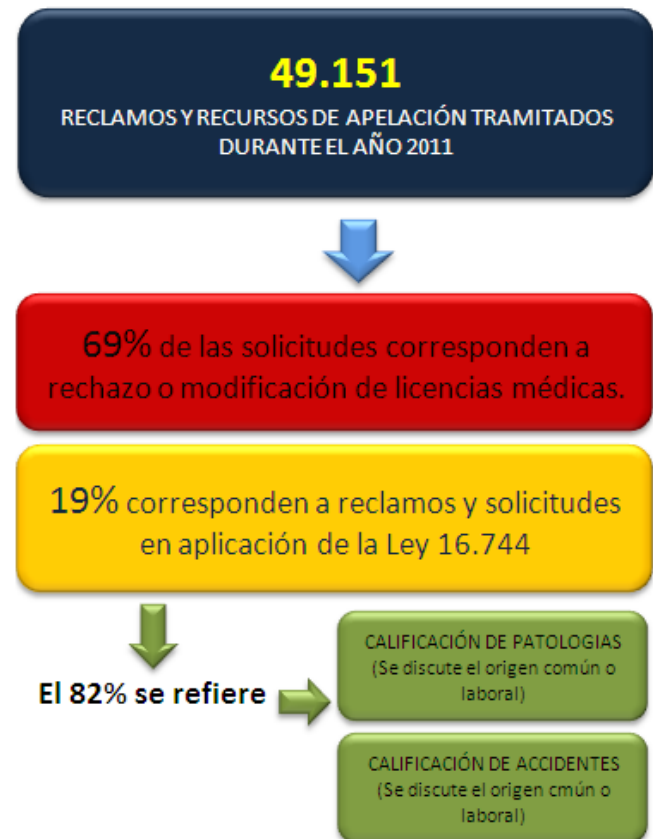 49.151
RECLAMOS Y RECURSOS DE APELACIÓN TRAMITADOS
DURANTE EL AÑO 2011
69% de las solicitudes corresponden a
rechazo o modificación de licencias médicas.
19% corresponden a reclamos y solicitudes
en aplicación de la Ley 16.744
El 82% se refiere
CALIFICACIÓN DE PATOLOGIAS
(Se discute el origen común o
laboral)
CALIFICACIÓN DE ACCIDENTES
(Se discute el origen cmún o
laboral)